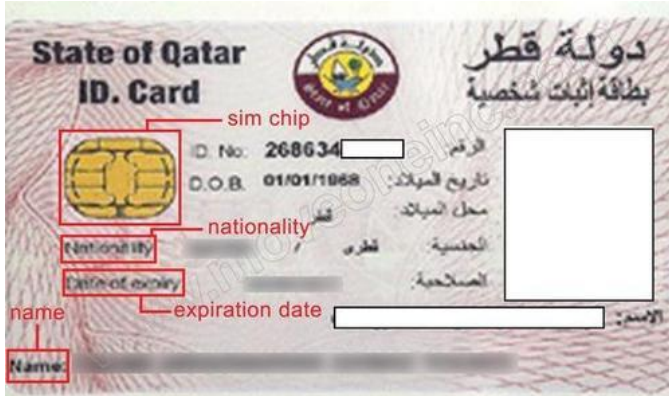 State of Qatar
دولة قطر
ID. Card
بطاقة إثبات شخصية
sim chip
ID. No: 268634
الرقم:
D.O.B. 01/01/1968
تاريخ الميلاد:
قطر
محل الميلاد:
nationality
Nationality / قطرى
الجنسية:
Date of expiry
الصلاحية:
name
expiration date
الاسم:
Name: